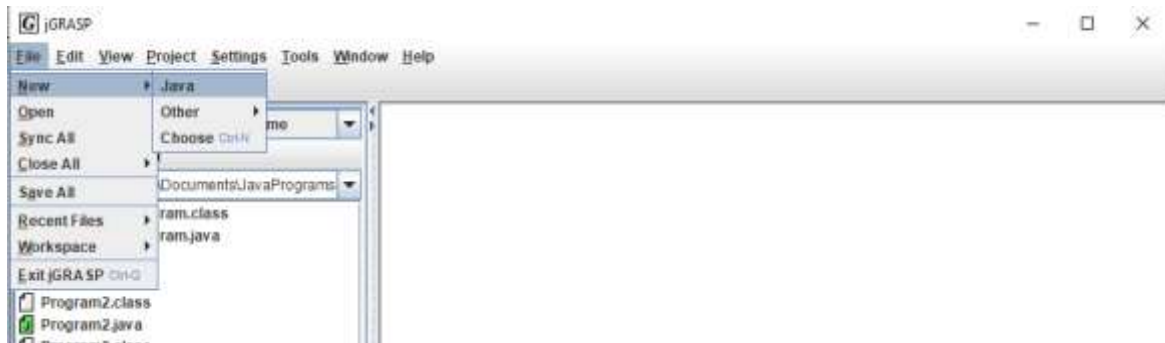 jGRASP
File Edit View Project Settings Tools Window Help
New Java
Open Other
Sync All Choose Ctrl-N
me
Close All
Save All
\Documents\JavaPrograms
Recent Files
ram.class
Workspace
ram.java
Exit jGRASP Ctrl-Q
Program2.class
Program2.java